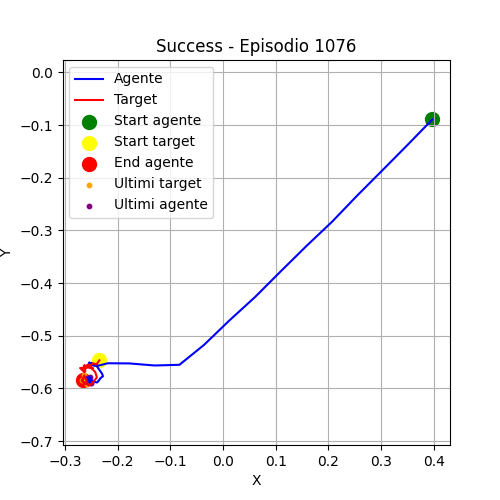 Success - Episodio 1076
0.0
−0.1
−0.2
−0.3
−0.4
−0.5
−0.6
−0.7
Y
Agente
Target
Start agente
Start target
End agente
Ultimi target
Ultimi agente
−0.3
−0.2
−0.1
0.0
0.1
0.2
0.3
0.4
X